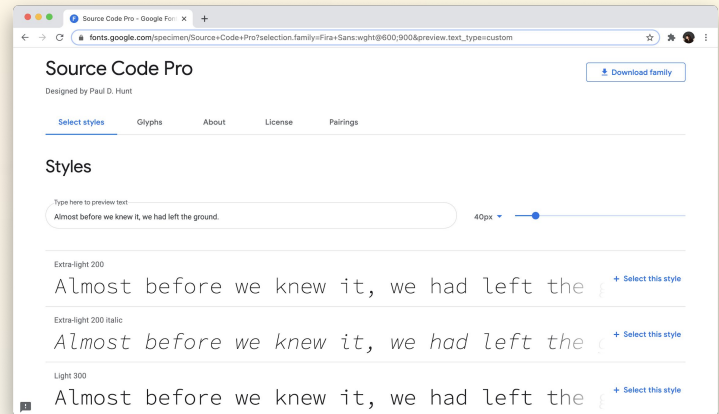 Source Code Pro - Google Fon
fonts.google.com/specimen/Source+Code+Pro?selection.family=Fira+Sans:wght@600;900&preview.text_type=custom
Source Code Pro
Download family
Designed by Paul D. Hunt
Select styles Glyphs About License Pairings
Styles
Type here to preview text
Almost before we knew it, we had left the ground.
40px
Extra-light 200
Almost before we knew it, we had left the g
+ Select this style
Extra-light 200 italic
Almost before we knew it, we had left the g
+ Select this style
Light 300
Almost before we knew it, we had left the g
+ Select this style